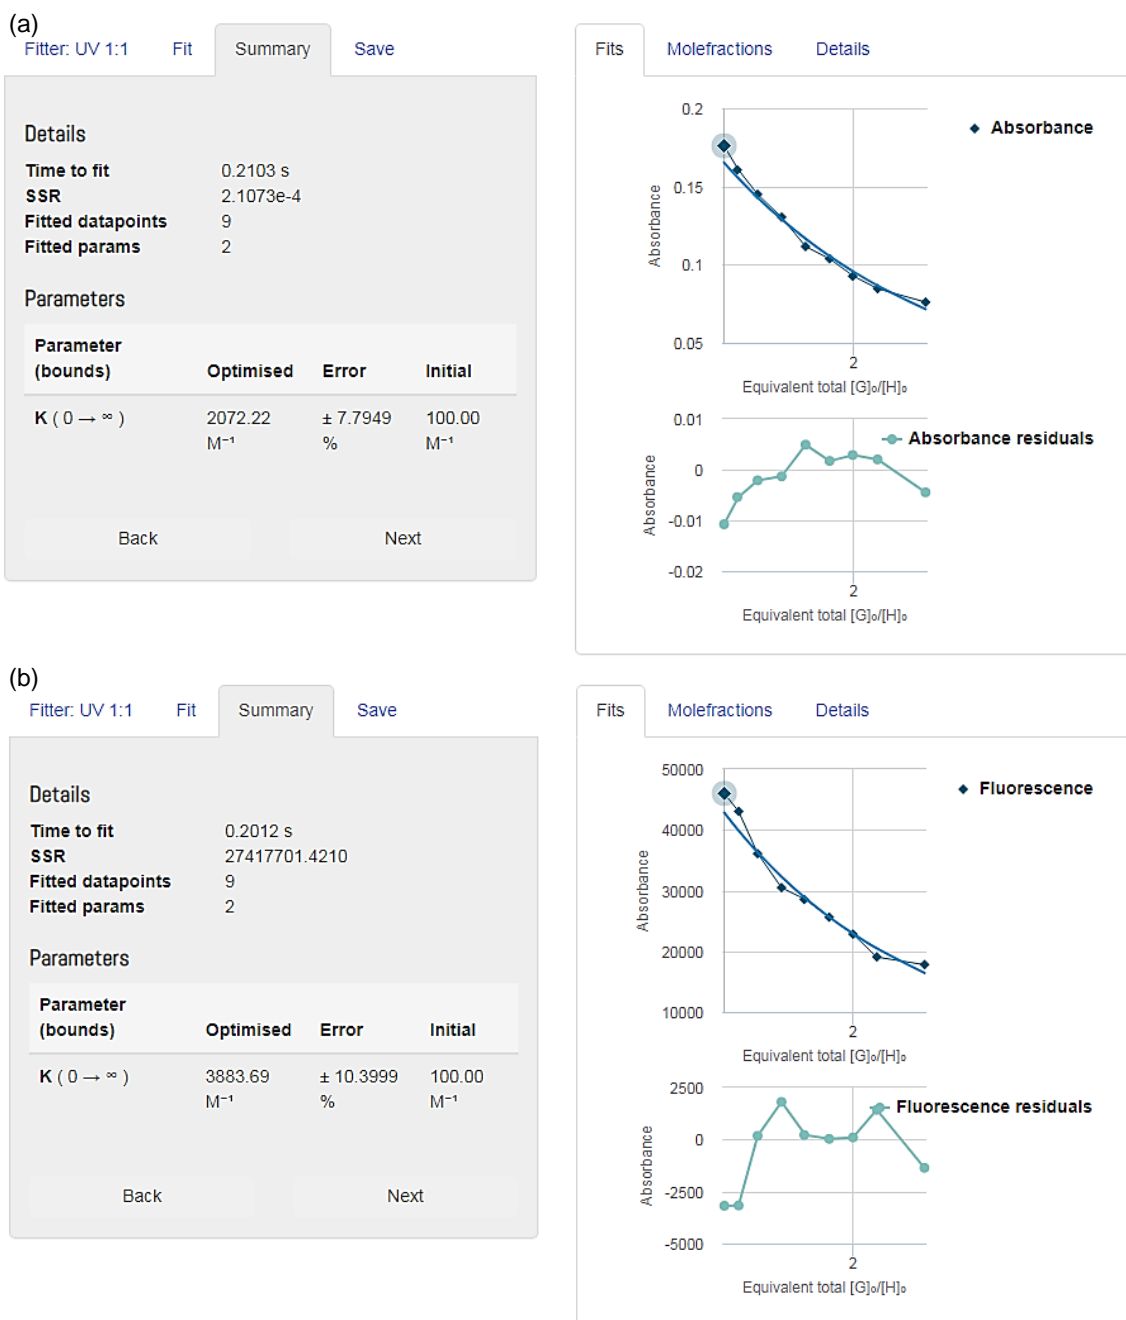 (a)
Fitter: UV 1:1 Fit Summary Save
Details
Time to fit 0.2103 s
SSR 2.1073e-4
Fitted datapoints 9
Fitted params 2
Parameters
Parameter
(bounds) Optimised Error Initial
K ( 0 → ∞ ) 2072.22 ± 7.7949 100.00
M⁻¹ % M⁻¹
Back Next
Fits Molefractions Details
0.2
0.15
0.1
0.05
Absorbance
Absorbance
2
Equivalent total [G]₀/[H]₀
0.01
0
-0.01
-0.02
Absorbance
Absorbance residuals
2
Equivalent total [G]₀/[H]₀
(b)
Fitter: UV 1:1 Fit Summary Save
Details
Time to fit 0.2012 s
SSR 27417701.4210
Fitted datapoints 9
Fitted params 2
Parameters
Parameter
(bounds) Optimised Error Initial
K ( 0 → ∞ ) 3883.69 ± 10.3999 100.00
M⁻¹ % M⁻¹
Back Next
Fits Molefractions Details
50000
40000
30000
20000
10000
Absorbance
Fluorescence
2
Equivalent total [G]₀/[H]₀
2500
0
-2500
-5000
Absorbance
Fluorescence residuals
2
Equivalent total [G]₀/[H]₀